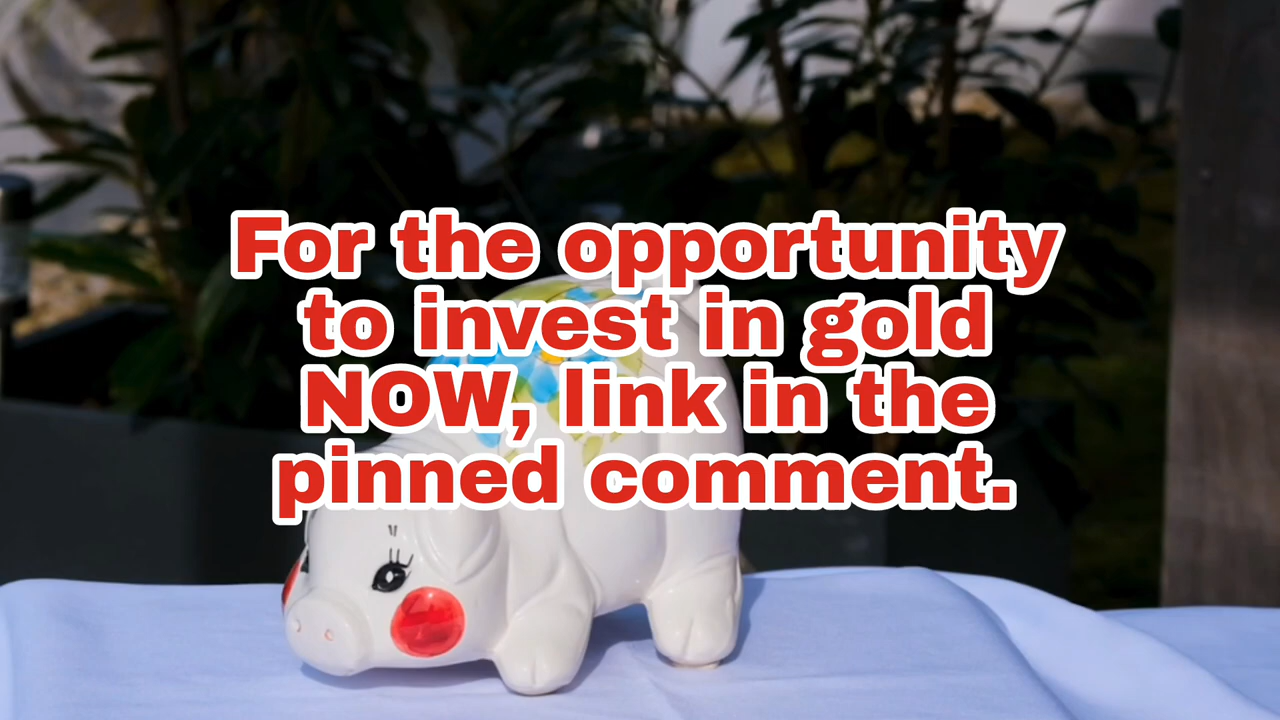 For the opportunity
to invest in gold
NOW, link in the
pinned comment.